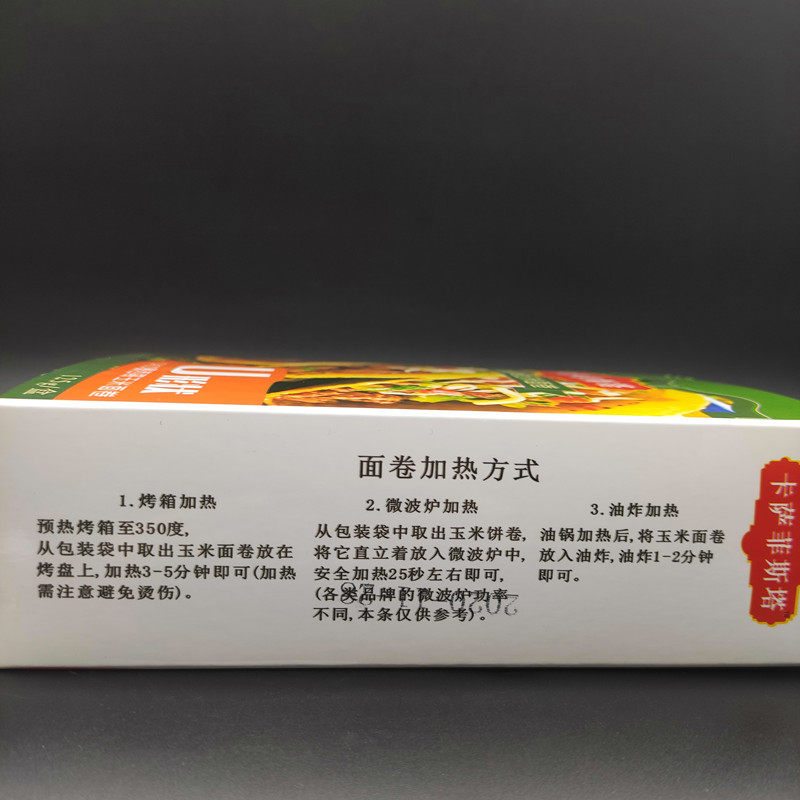 125g/盒
面卷加热方式
1.烤箱加热
预热烤箱至350度,
从包装袋中取出玉米面卷放在
烤盘上,加热3-5分钟即可(加热
需注意避免烫伤)。
2.微波炉加热
从包装袋中取出玉米饼卷,
将它直立着放入微波炉中,
安全加热25秒左右即可,
(各类品牌的微波炉功率
不同,本条仅供参考)。
3.油炸加热
油锅加热后,将玉米面卷
放入油炸,油炸1-2分钟
即可。
卡萨菲斯塔